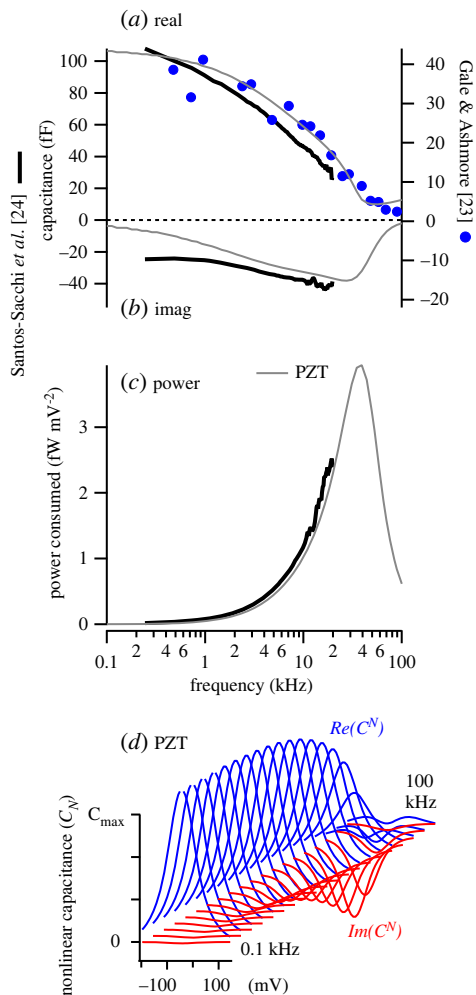 (a) real
100
80
60
40
20
0
−20
−40
capacitance (fF)
Santos-Sacchi et al. [24]
40
30
20
10
0
−10
−20
Gale & Ashmore [23]
(b) imag
(c) power
PZT
3
2
1
0
power consumed (fW mV⁻²)
0.1 2 4 6 1 2 4 6 10 2 4 6 100
frequency (kHz)
(d) PZT
Re(Cᴺ)
100
kHz
Cmax
0
nonlinear capacitance (C_N)
Im(Cᴺ)
0.1 kHz
−100 100 (mV)